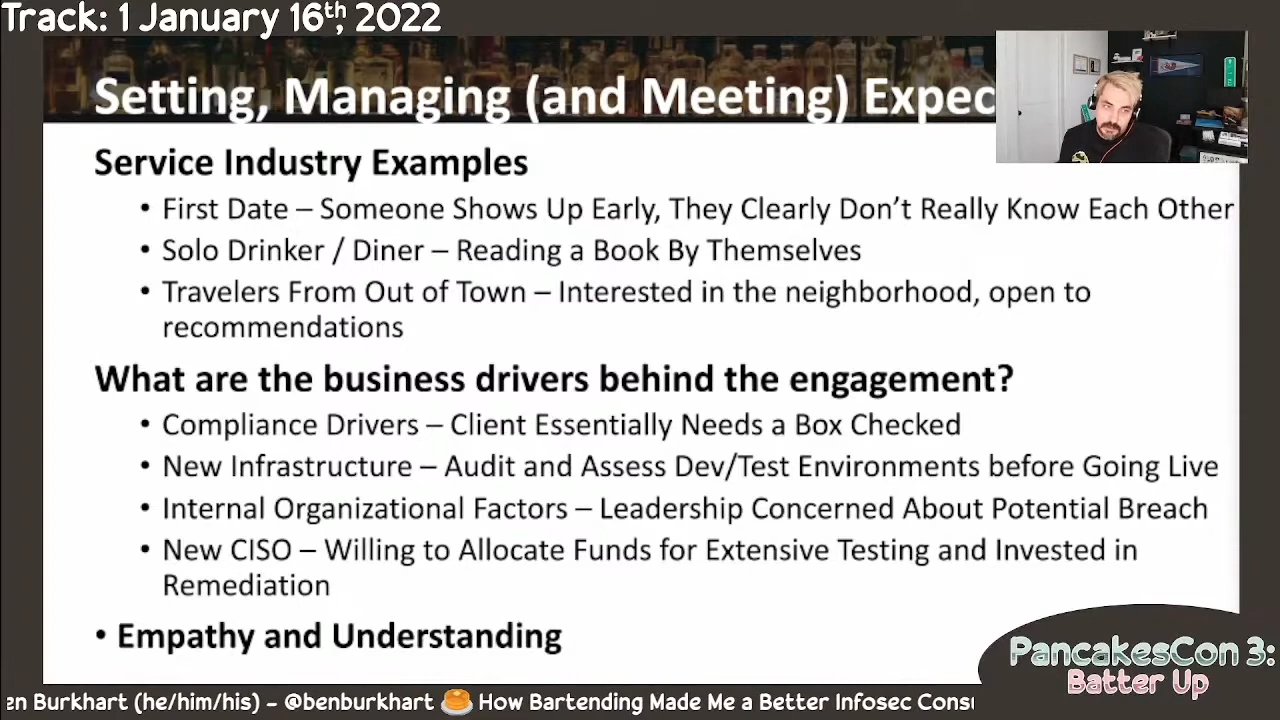 Track: 1 January 16th, 2022
Setting, Managing (and Meeting) Expec
Service Industry Examples
• First Date – Someone Shows Up Early, They Clearly Don't Really Know Each Other
• Solo Drinker / Diner – Reading a Book By Themselves
• Travelers From Out of Town – Interested in the neighborhood, open to
recommendations
What are the business drivers behind the engagement?
• Compliance Drivers – Client Essentially Needs a Box Checked
• New Infrastructure – Audit and Assess Dev/Test Environments before Going Live
• Internal Organizational Factors – Leadership Concerned About Potential Breach
• New CISO – Willing to Allocate Funds for Extensive Testing and Invested in
Remediation
• Empathy and Understanding
PancakesCon 3:
Batter Up
en Burkhart (he/him/his) - @benburkhart 🥞 How Bartending Made Me a Better Infosec Cons